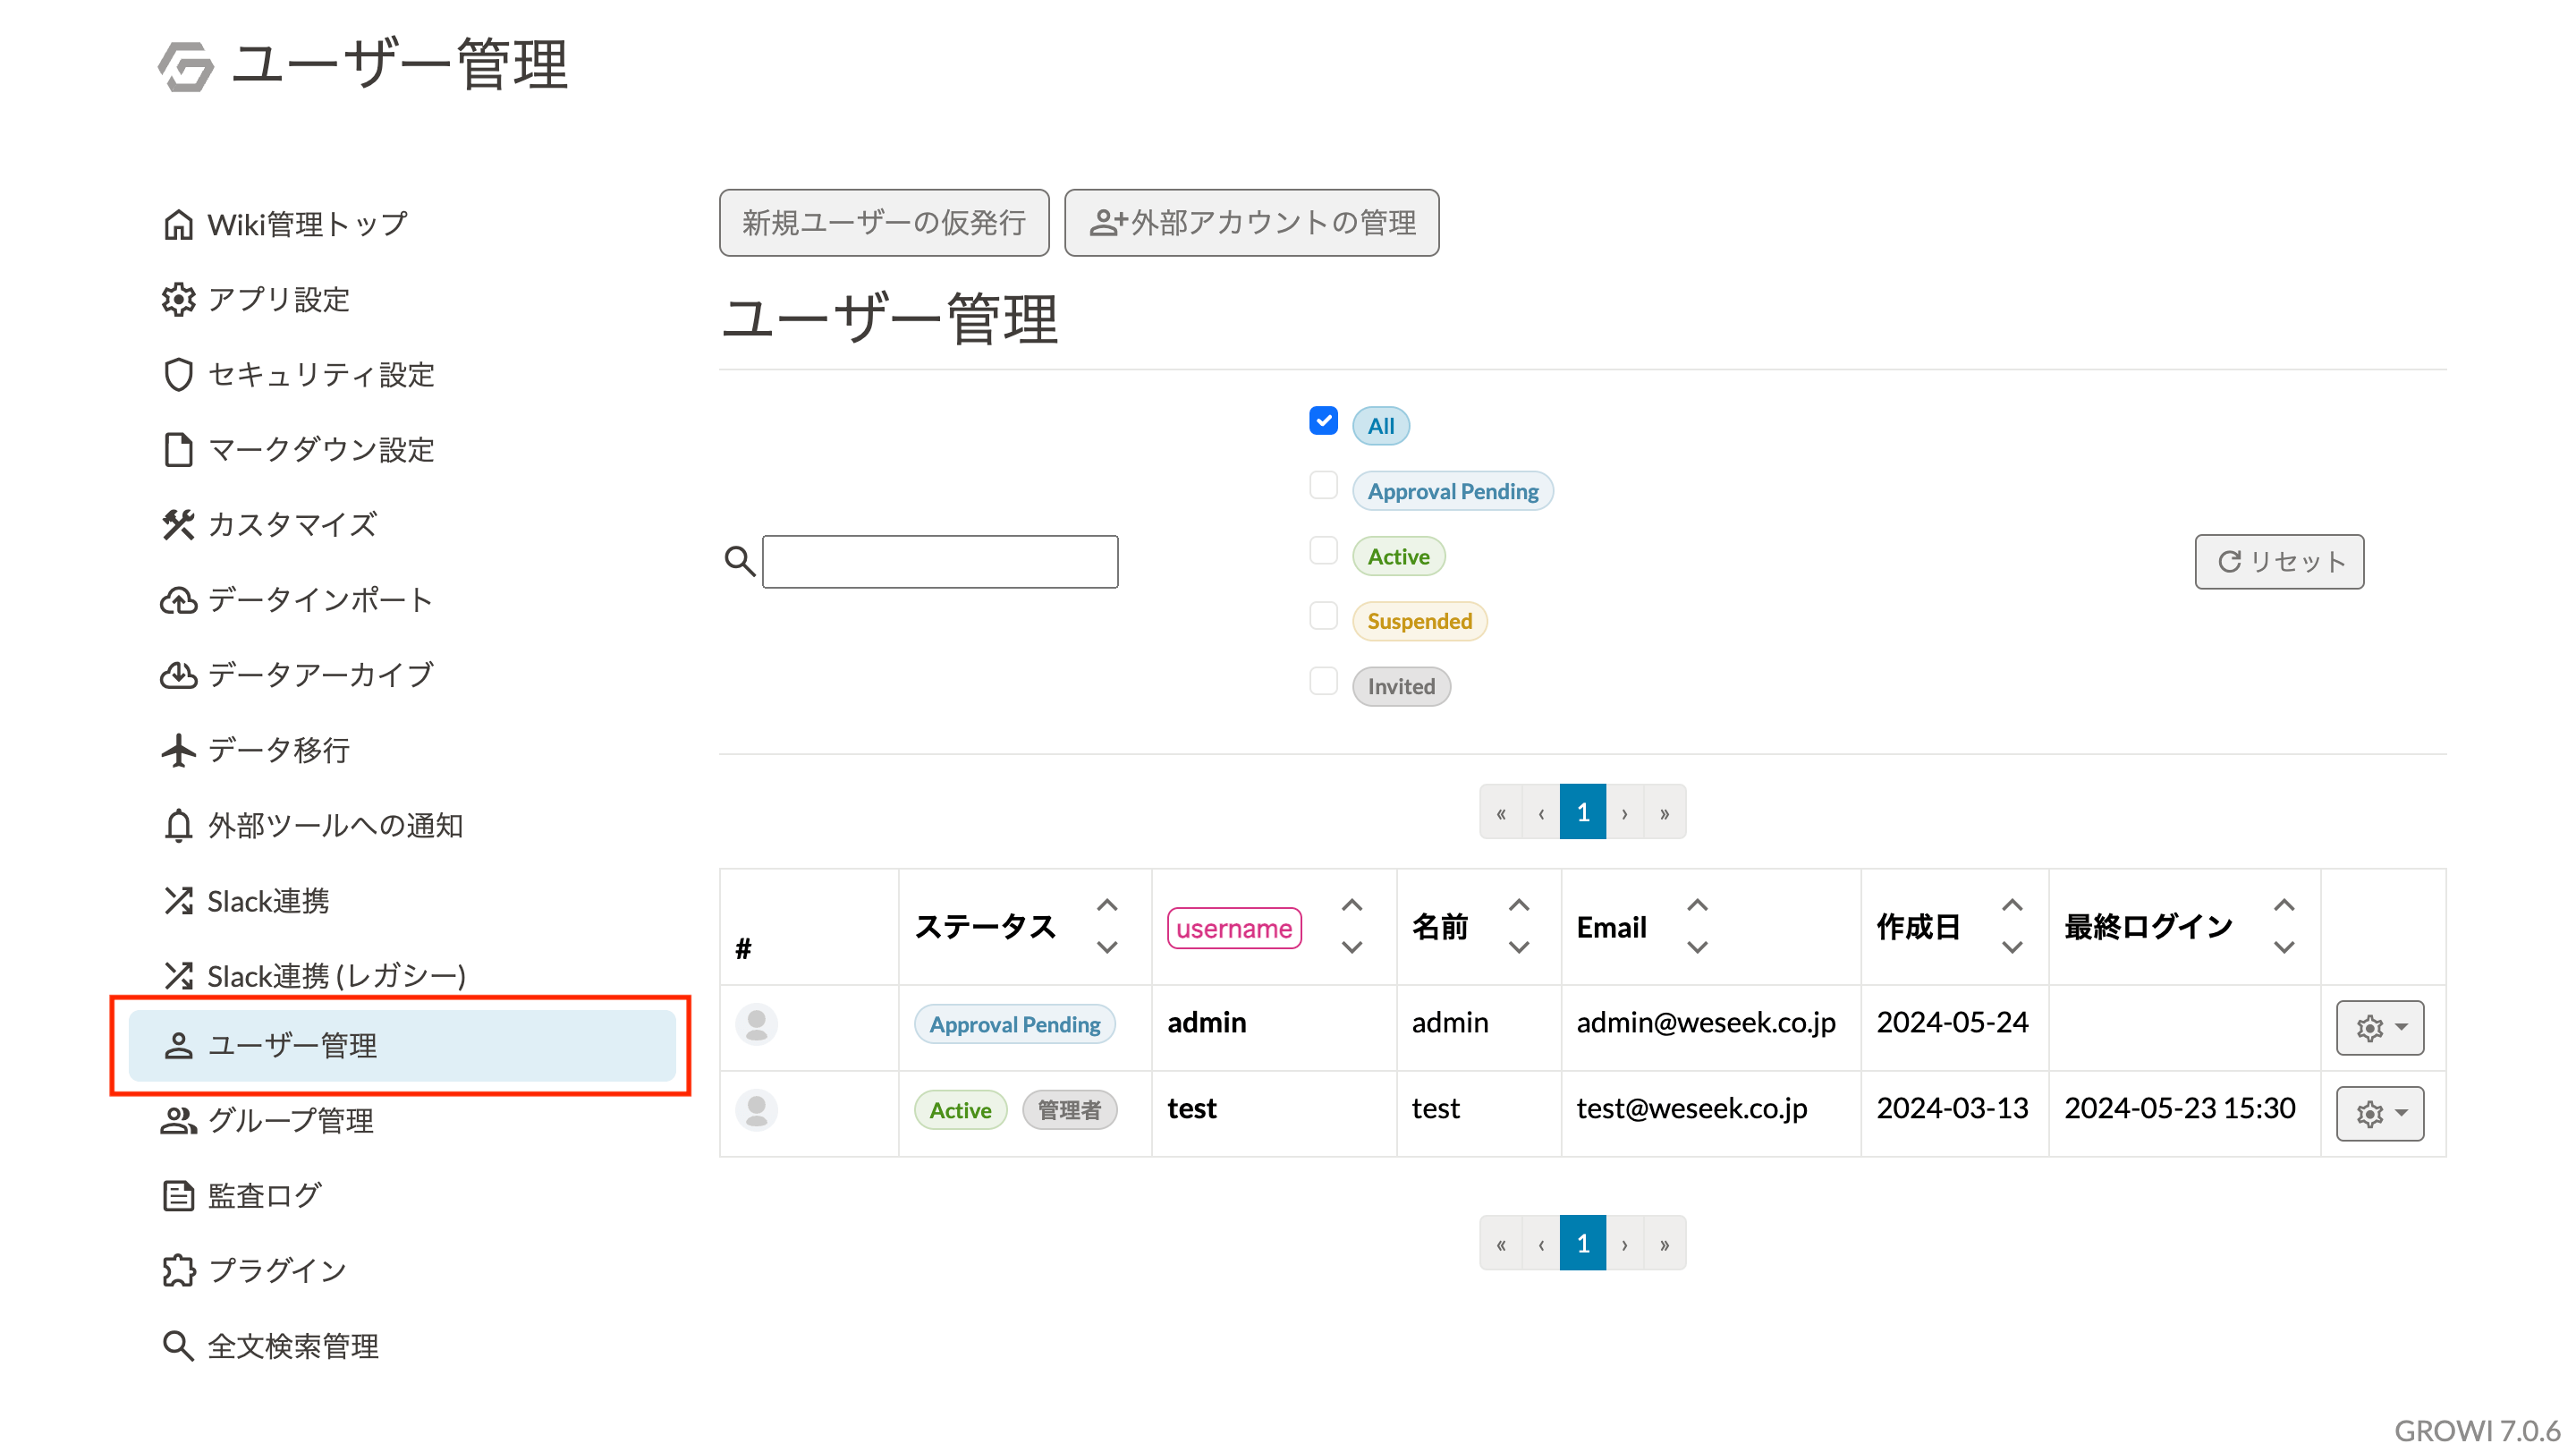 ユーザー管理
Wiki管理トップ
アプリ設定
セキュリティ設定
マークダウン設定
カスタマイズ
データインポート
データアーカイブ
データ移行
外部ツールへの通知
Slack連携
Slack連携 (レガシー)
ユーザー管理
グループ管理
監査ログ
プラグイン
全文検索管理
新規ユーザーの仮発行 外部アカウントの管理
ユーザー管理
All
Approval Pending
Active
Suspended
Invited
リセット
« ‹ 1 › »
# ステータス username 名前 Email 作成日 最終ログイン
Approval Pending admin admin admin@weseek.co.jp 2024-05-24
Active 管理者 test test test@weseek.co.jp 2024-03-13 2024-05-23 15:30
« ‹ 1 › »
GROWI 7.0.6